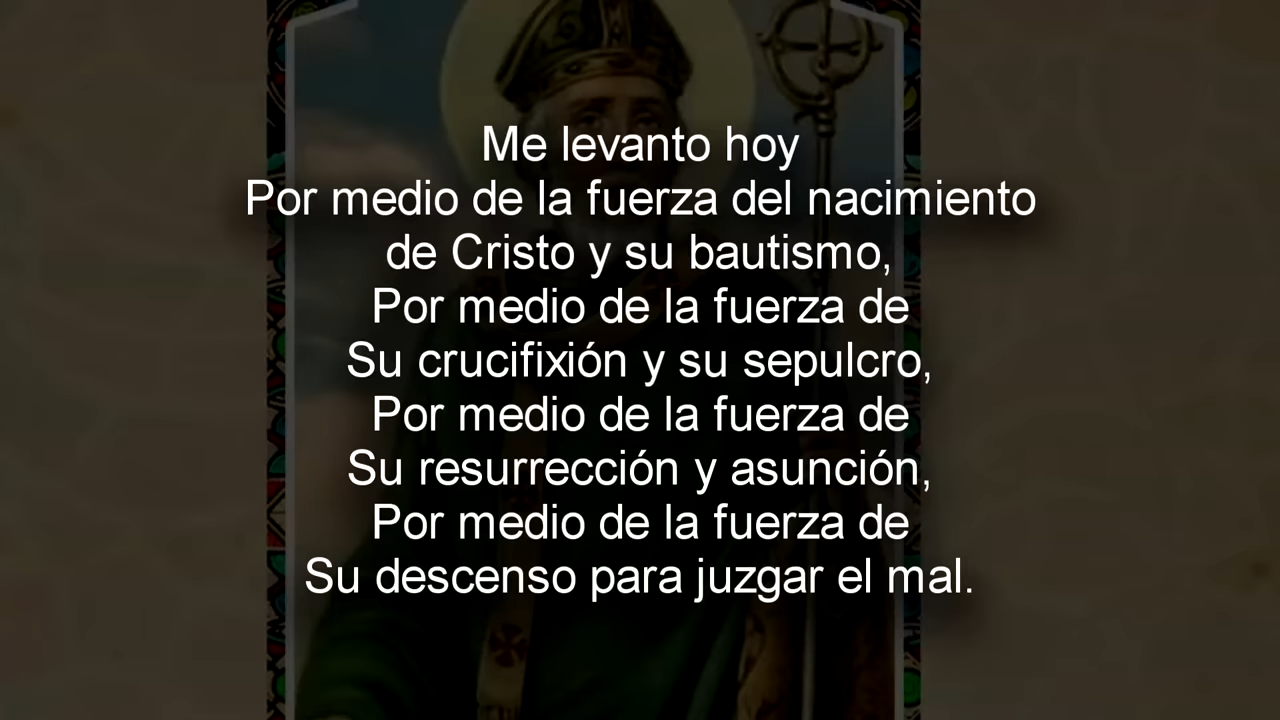 Me levanto hoy
Por medio de la fuerza del nacimiento
de Cristo y su bautismo,
Por medio de la fuerza de
Su crucifixión y su sepulcro,
Por medio de la fuerza de
Su resurrección y asunción,
Por medio de la fuerza de
Su descenso para juzgar el mal.